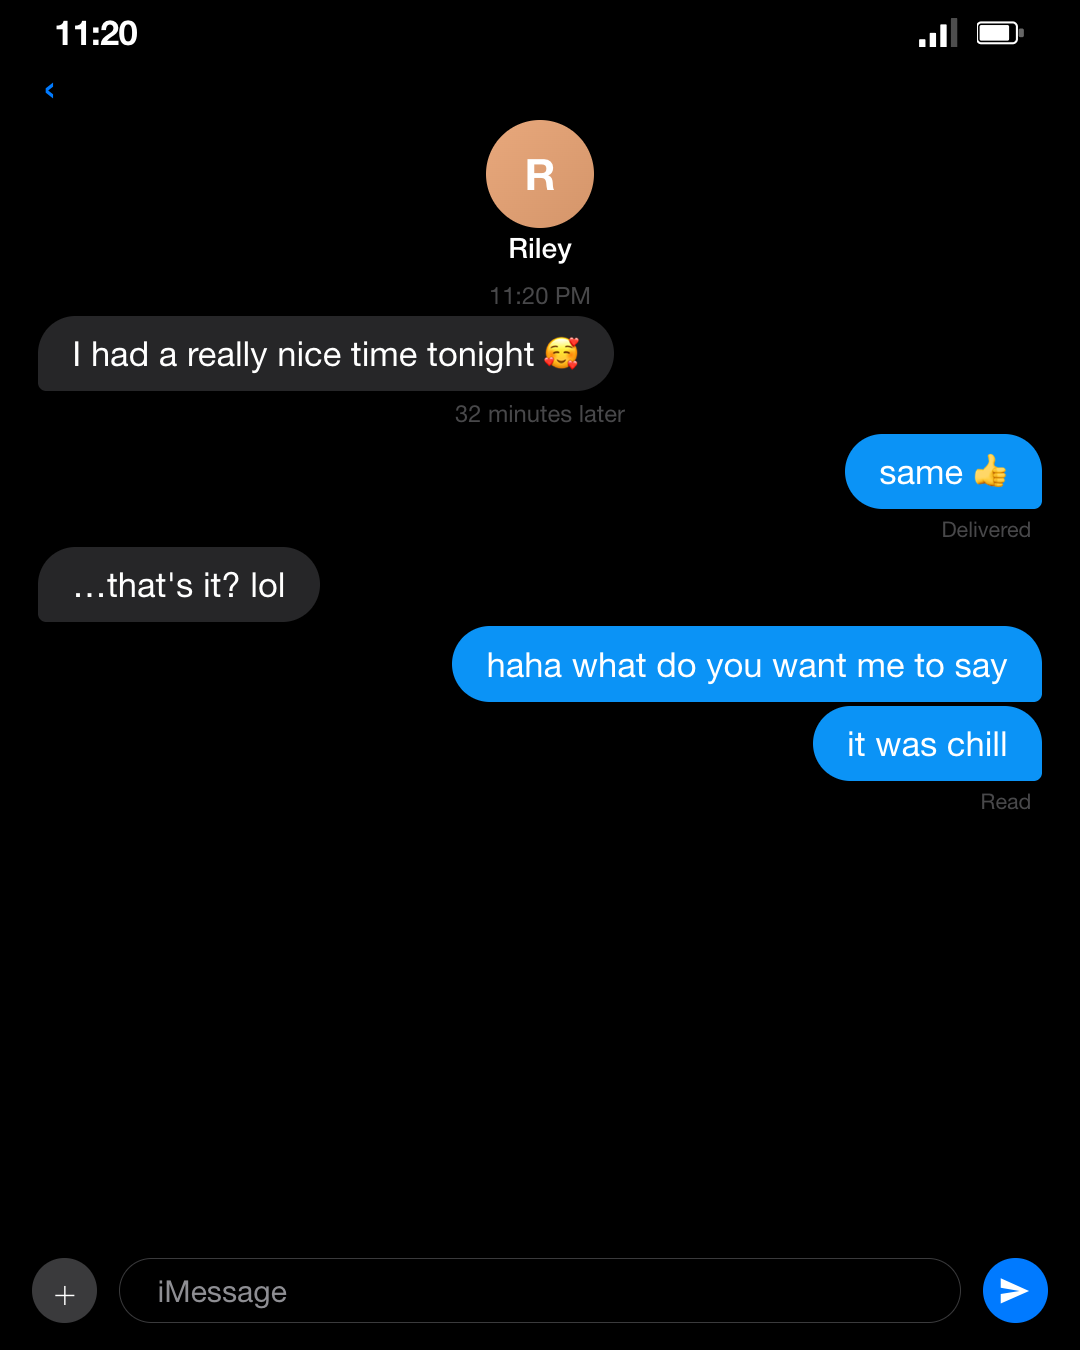 11:20
R
Riley
11:20 PM
I had a really nice time tonight 🥰
32 minutes later
same 👍
Delivered
...that's it? lol
haha what do you want me to say
it was chill
Read
iMessage